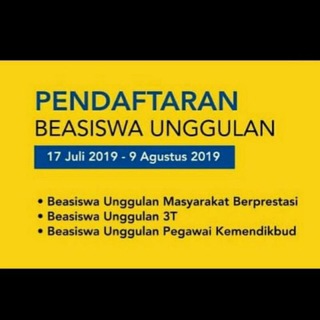 PENDAFTARAN
BEASISWA UNGGULAN
17 Juli 2019 - 9 Agustus 2019
• Beasiswa Unggulan Masyarakat Berprestasi
• Beasiswa Unggulan 3T
• Beasiswa Unggulan Pegawai Kemendikbud